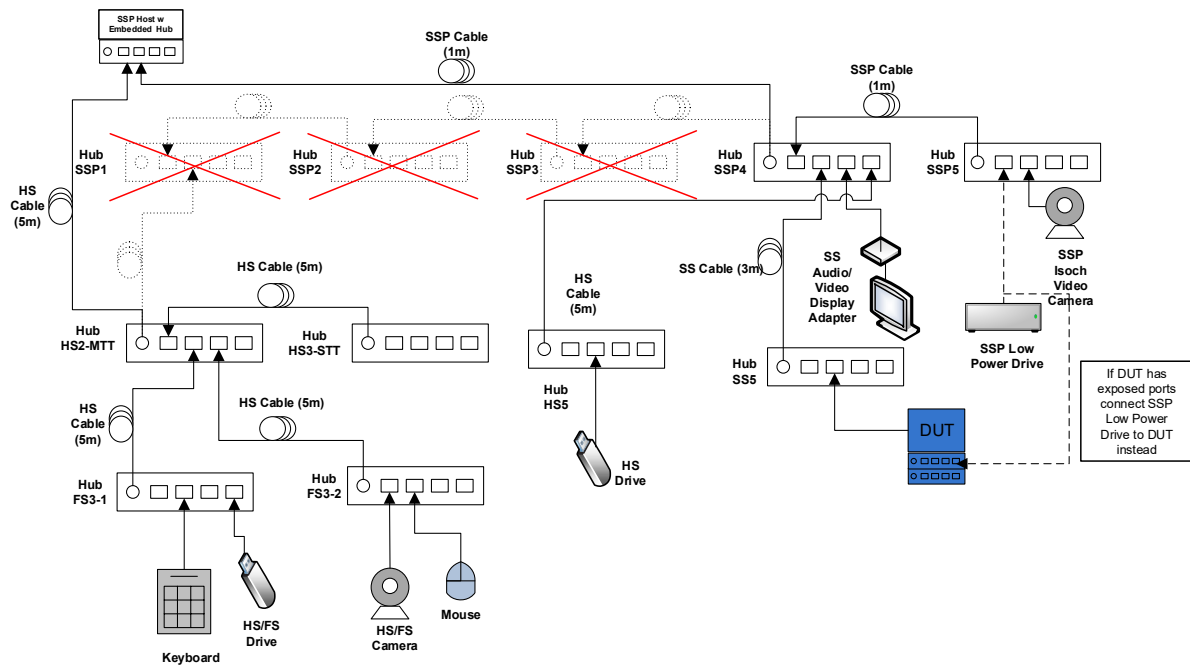 SSP Host w
Embedded Hub
SSP Cable
(1m)
SSP Cable
(1m)
Hub
SSP1
Hub
SSP2
Hub
SSP3
Hub
SSP4
Hub
SSP5
HS
Cable
(5m)
HS Cable (5m)
SS Cable (3m)
SS
Audio/
Video
Display
Adapter
SSP
Isoch
Video
Camera
HS
Cable
(5m)
Hub
HS2-MTT
Hub
HS3-STT
SSP Low
Power Drive
Hub
HS5
Hub
SS5
If DUT has
exposed ports
connect SSP
Low Power
Drive to DUT
instead
HS
Cable
(5m)
HS Cable (5m)
DUT
HS
Drive
Hub
FS3-1
Hub
FS3-2
Keyboard
HS/FS
Drive
HS/FS
Camera
Mouse